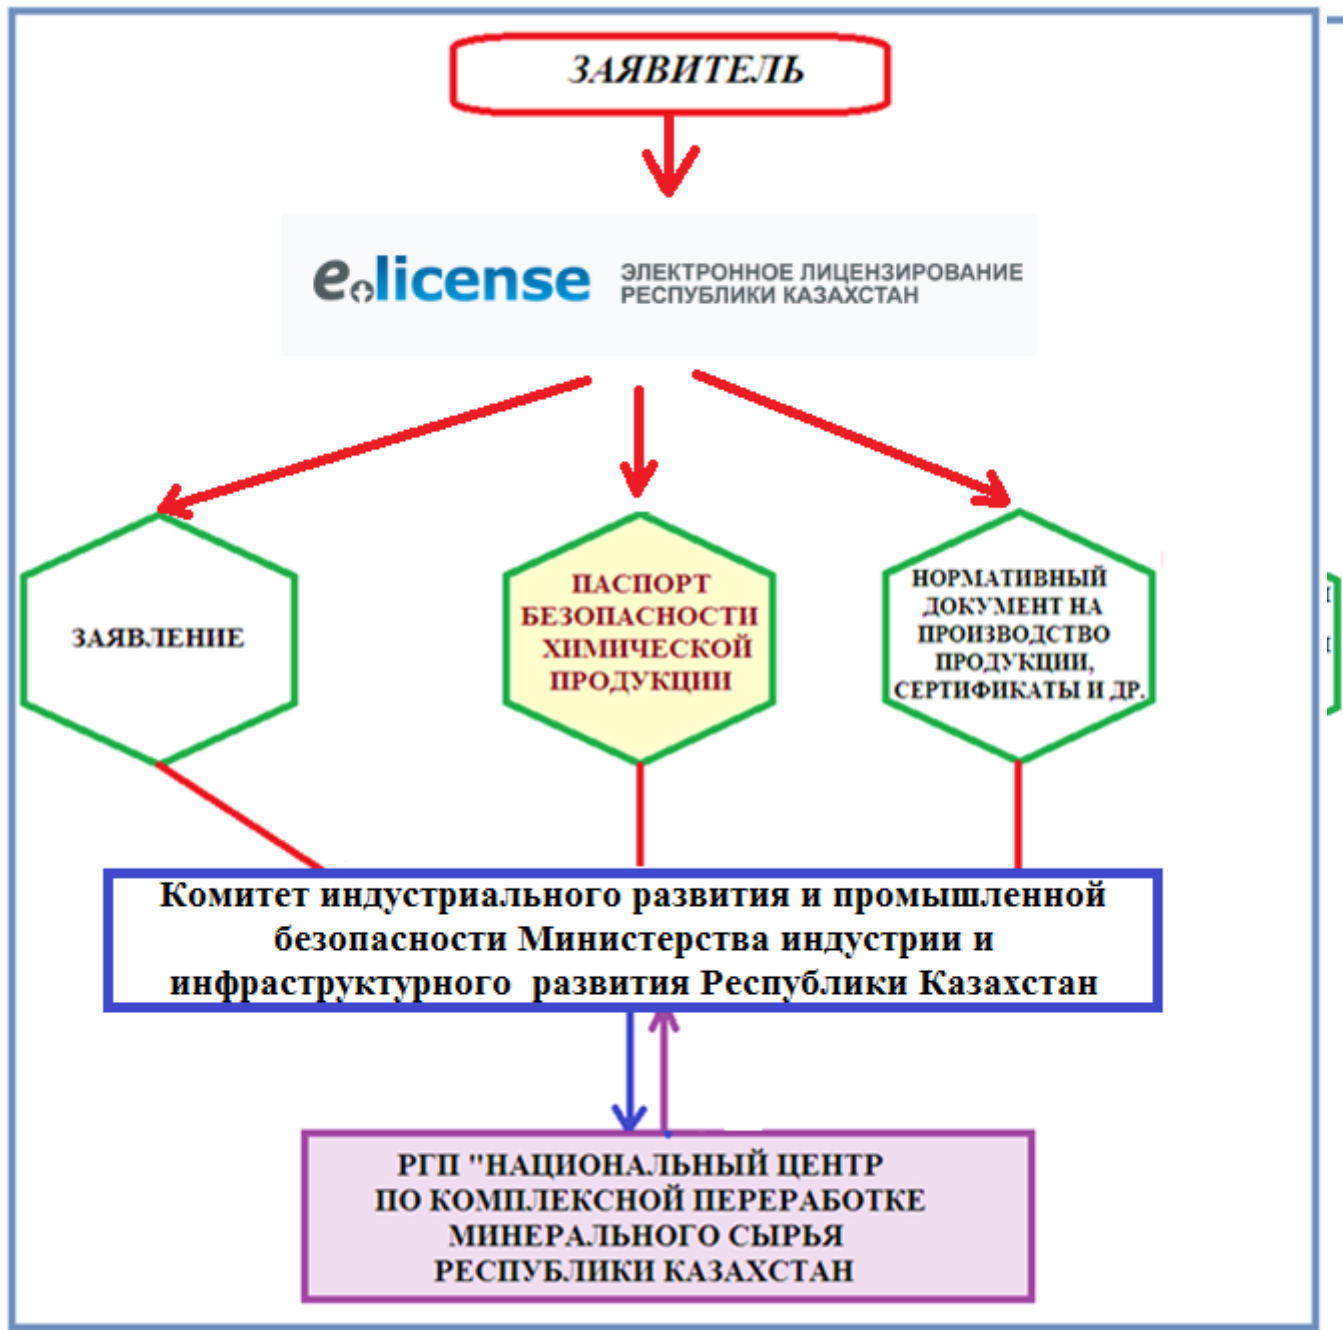 ЗАЯВИТЕЛЬ
e.license
ЭЛЕКТРОННОЕ ЛИЦЕНЗИРОВАНИЕ
РЕСПУБЛИКИ КАЗАХСТАН
ЗАЯВЛЕНИЕ
ПАСПОРТ
БЕЗОПАСНОСТИ
ХИМИЧЕСКОЙ
ПРОДУКЦИИ
НОРМАТИВНЫЙ
ДОКУМЕНТ НА
ПРОИЗВОДСТВО
ПРОДУКЦИИ,
СЕРТИФИКАТЫ И ДР.
Комитет индустриального развития и промышленной
безопасности Министерства индустрии и
инфраструктурного развития Республики Казахстан
РГП "НАЦИОНАЛЬНЫЙ ЦЕНТР
ПО КОМПЛЕКСНОЙ ПЕРЕРАБОТКЕ
МИНЕРАЛЬНОГО СЫРЬЯ
РЕСПУБЛИКИ КАЗАХСТАН